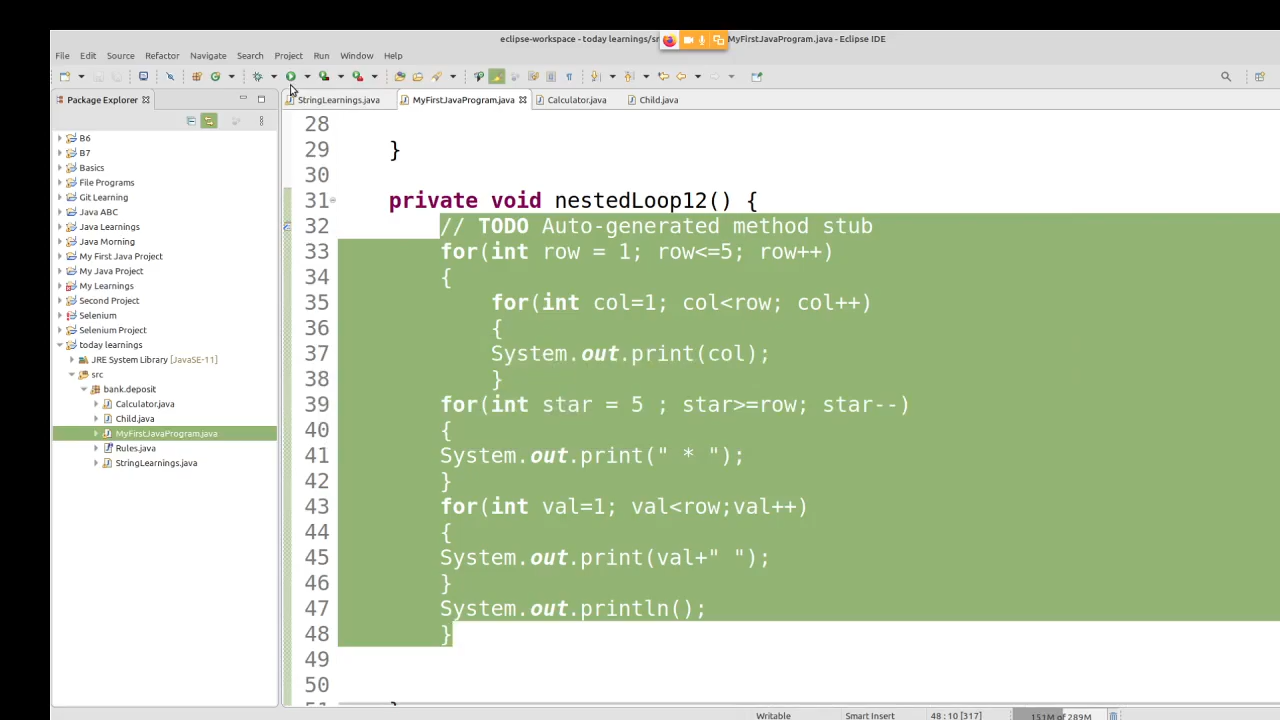 eclipse-workspace - today learnings/sr MyFirstJavaProgram.java - Eclipse IDE
File Edit Source Refactor Navigate Search Project Run Window Help
Package Explorer
StringLearnings.java MyFirstJavaProgram.java Calculator.java Child.java
B6
B7
Basics
File Programs
Git Learning
Java ABC
Java Learnings
Java Morning
My First Java Project
My Java Project
My Learnings
Second Project
Selenium
Selenium Project
today learnings
JRE System Library [JavaSE-11]
src
bank.deposit
Calculator.java
Child.java
MyFirstJavaProgram.java
Rules.java
StringLearnings.java
28
29 }
30
31 private void nestedLoop12() {
32 // TODO Auto-generated method stub
33 for(int row = 1; row<=5; row++)
34 {
35 for(int col=1; col<row; col++)
36 {
37 System.out.print(col);
38 }
39 for(int star = 5 ; star>=row; star--)
40 {
41 System.out.print(" * ");
42 }
43 for(int val=1; val<row;val++)
44 {
45 System.out.print(val+" ");
46 }
47 System.out.println();
48 }
49
50
Writable Smart Insert 48 : 10 [317] 151M of 289M